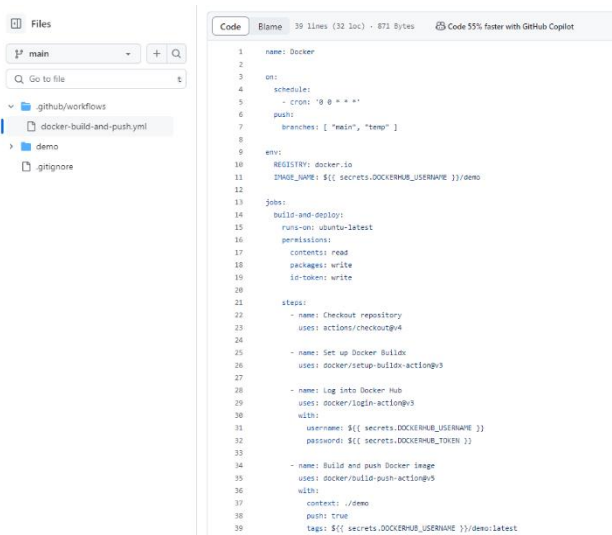 Files
main
Go to file
t
.github/workflows
docker-build-and-push.yml
demo
.gitignore
Code Blame 39 lines (32 loc) · 871 Bytes Code 55% faster with GitHub Copilot
1 name: Docker
2
3 on:
4 schedule:
5 - cron: '0 0 * * *'
6 push:
7 branches: [ "main", "temp" ]
8
9 env:
10 REGISTRY: docker.io
11 IMAGE_NAME: ${{ secrets.DOCKERHUB_USERNAME }}/demo
12
13 jobs:
14 build-and-deploy:
15 runs-on: ubuntu-latest
16 permissions:
17 contents: read
18 packages: write
19 id-token: write
20
21 steps:
22 - name: Checkout repository
23 uses: actions/checkout@v4
24
25 - name: Set up Docker Buildx
26 uses: docker/setup-buildx-action@v3
27
28 - name: Log into Docker Hub
29 uses: docker/login-action@v3
30 with:
31 username: ${{ secrets.DOCKERHUB_USERNAME }}
32 password: ${{ secrets.DOCKERHUB_TOKEN }}
33
34 - name: Build and push Docker image
35 uses: docker/build-push-action@v5
36 with:
37 context: ./demo
38 push: true
39 tags: ${{ secrets.DOCKERHUB_USERNAME }}/demo:latest